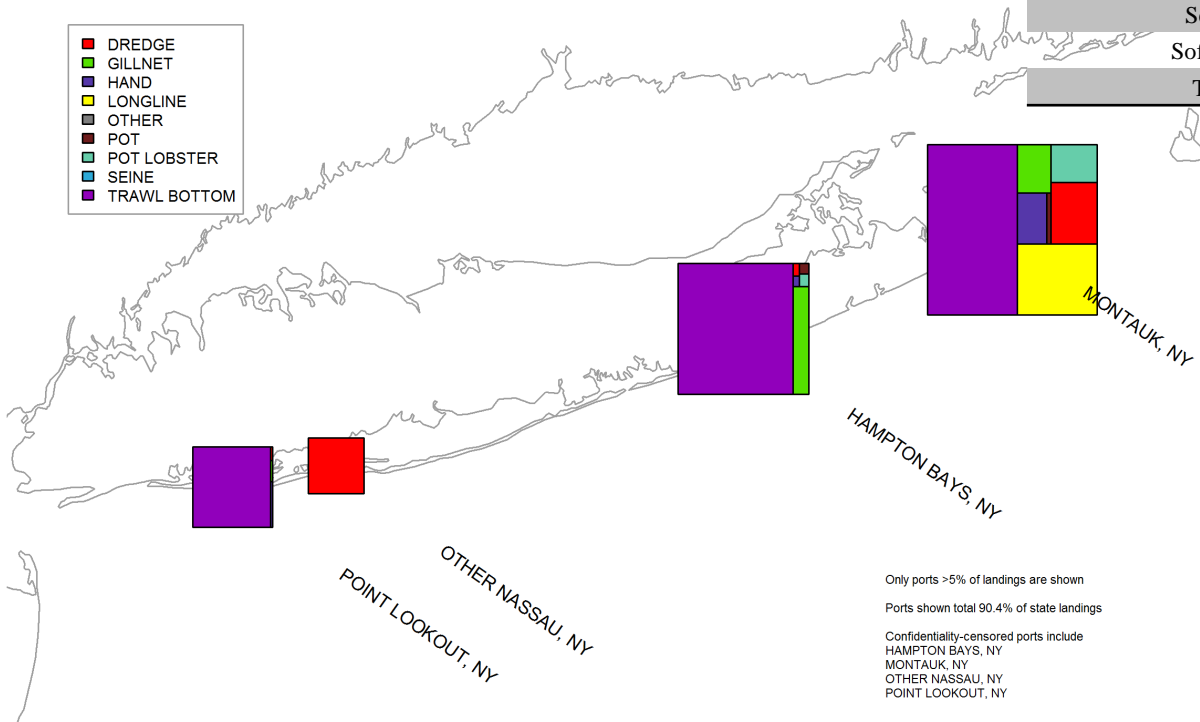 DREDGE
GILLNET
HAND
LONGLINE
OTHER
POT
POT LOBSTER
SEINE
TRAWL BOTTOM
MONTAUK, NY
HAMPTON BAYS, NY
OTHER NASSAU, NY
POINT LOOKOUT, NY
Only ports >5% of landings are shown
Ports shown total 90.4% of state landings
Confidentiality-censored ports include
HAMPTON BAYS, NY
MONTAUK, NY
OTHER NASSAU, NY
POINT LOOKOUT, NY